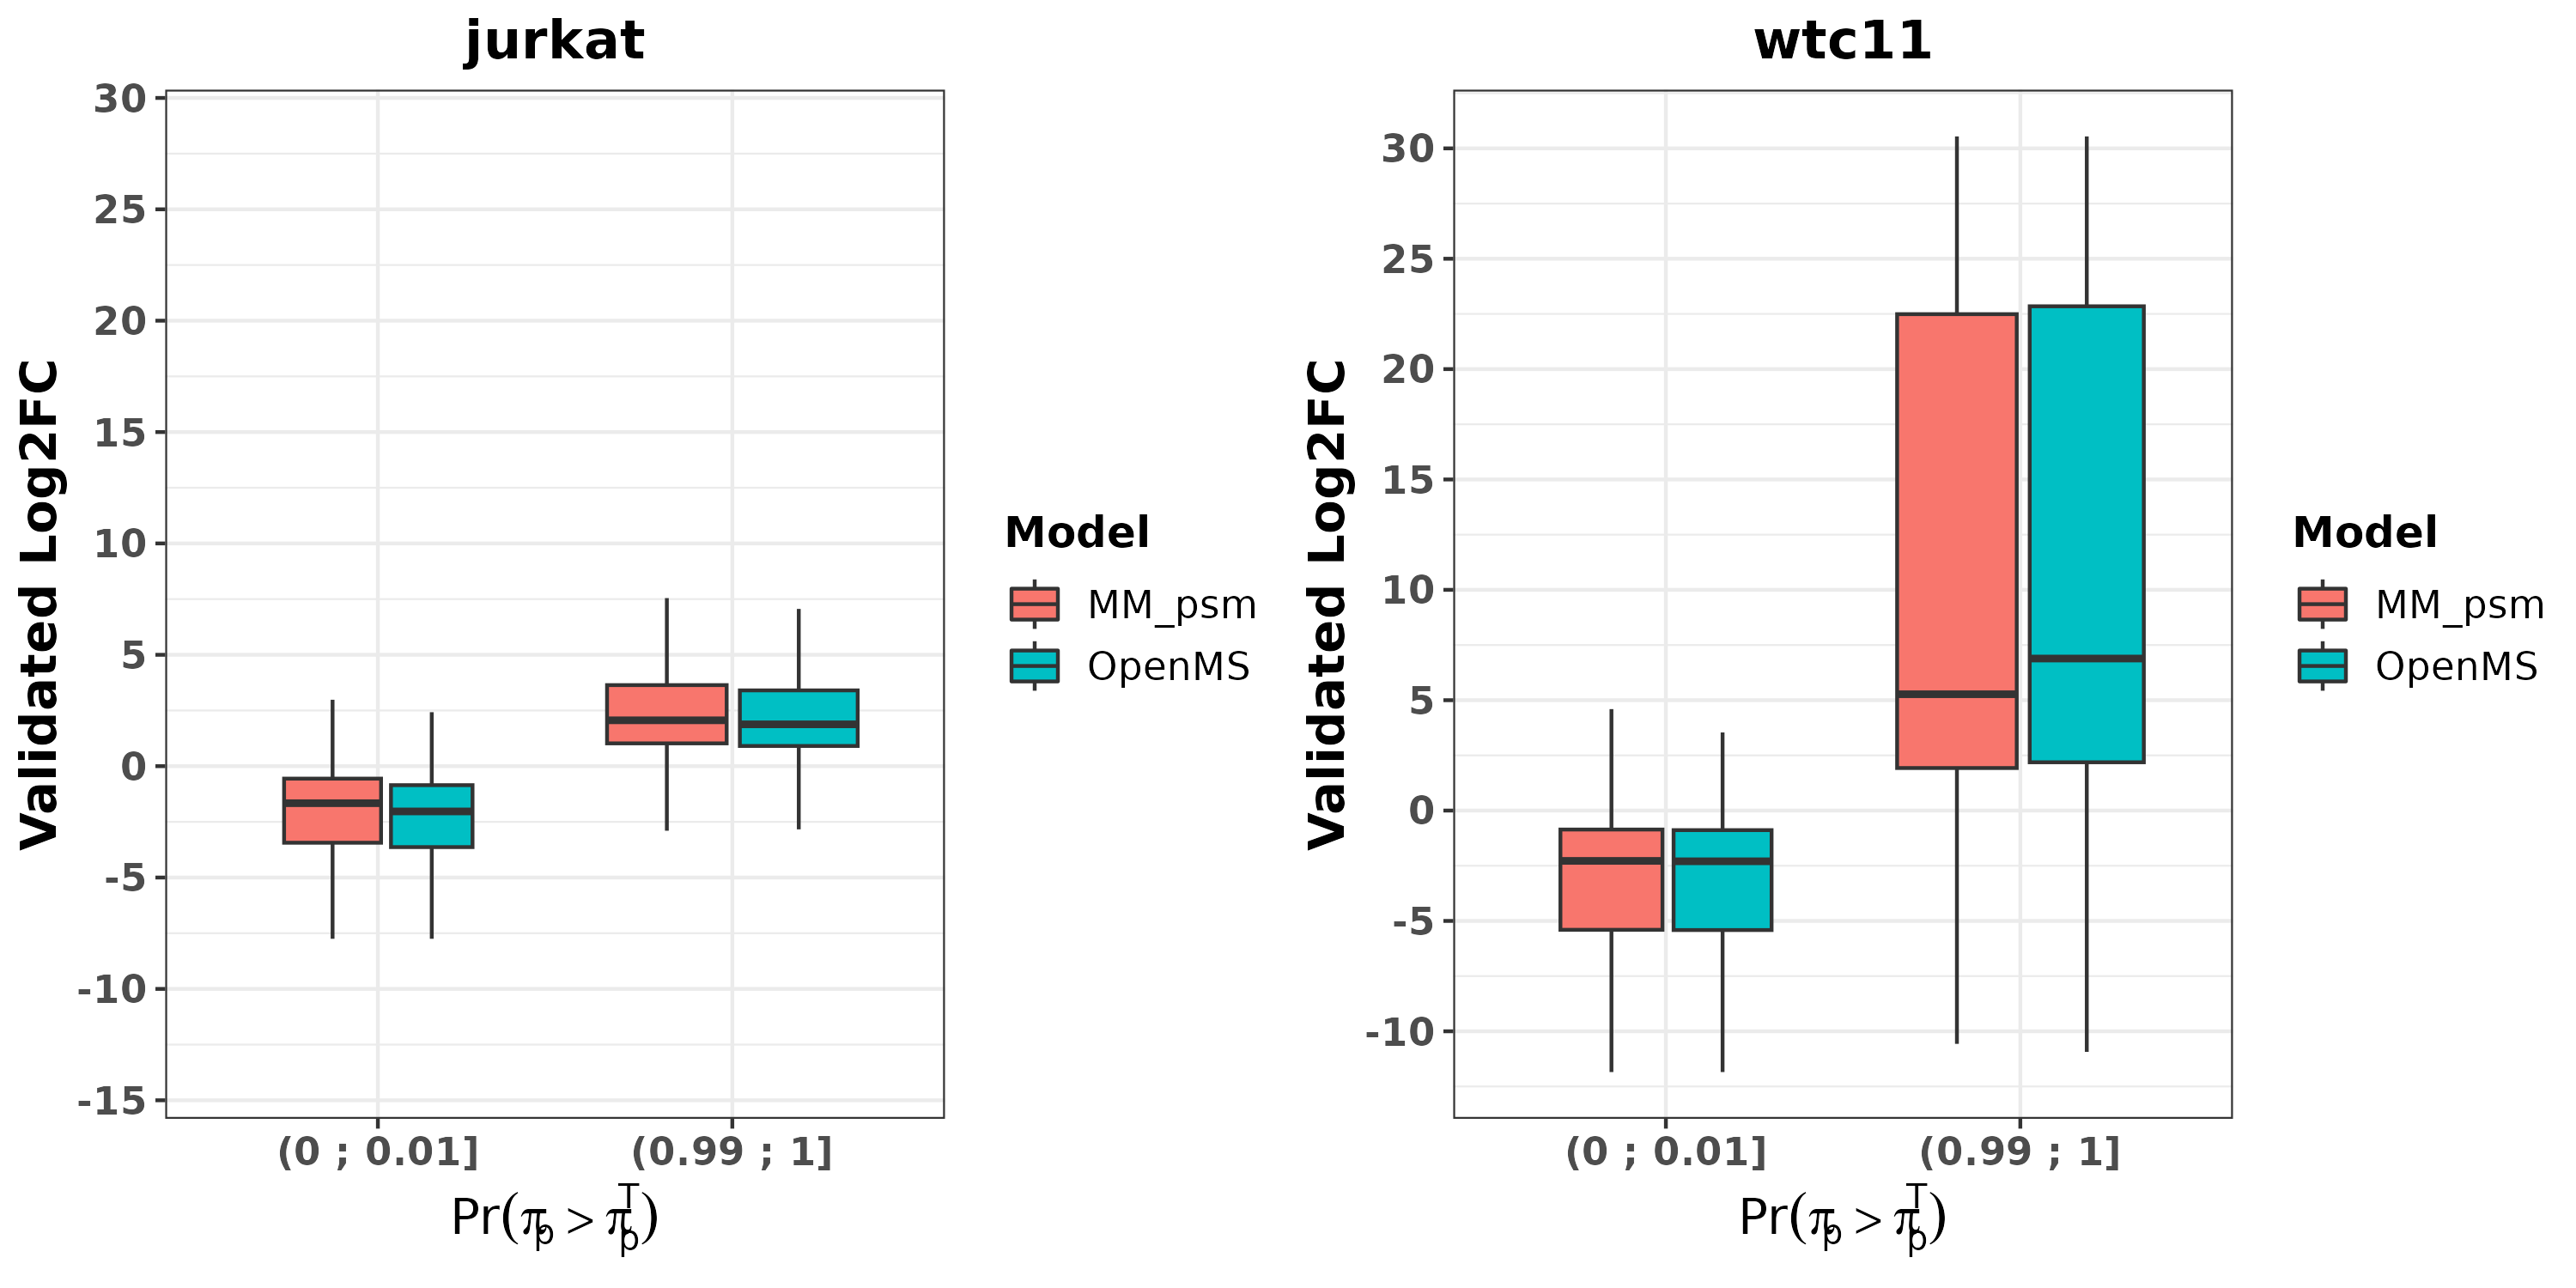 jurkat
30
25
20
15
10
5
0
-5
-10
-15
Validated Log2FC
(0 ; 0.01]
(0.99 ; 1]
Pr(πp > πpT)
Model
MM_psm
OpenMS
wtc11
30
25
20
15
10
5
0
-5
-10
Validated Log2FC
(0 ; 0.01]
(0.99 ; 1]
Pr(πp > πpT)
Model
MM_psm
OpenMS